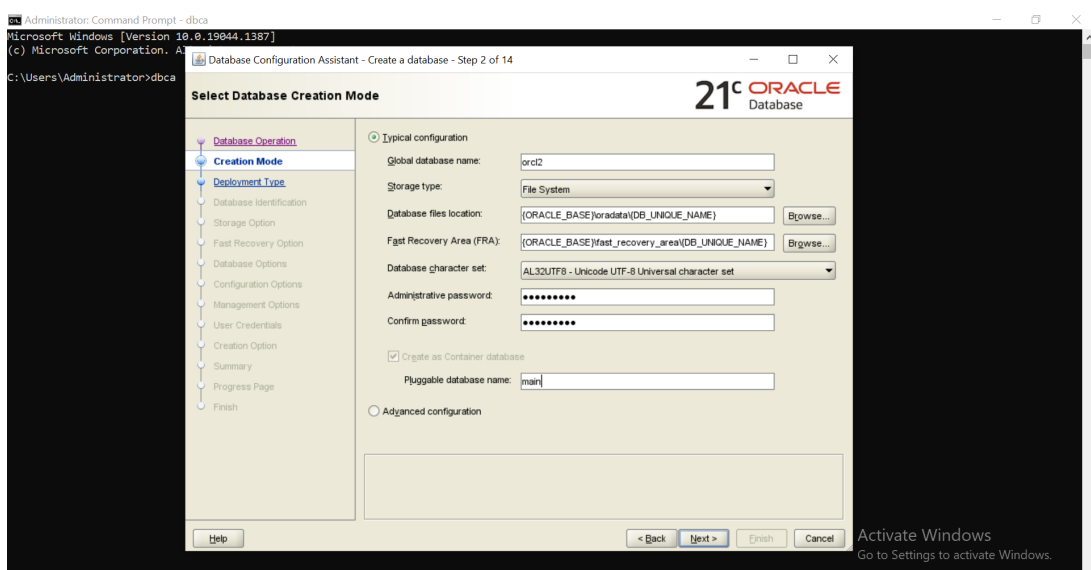 Administrator: Command Prompt - dbca
Microsoft Windows [Version 10.0.19044.1387]
(c) Microsoft Corporation. A
C:\Users\Administrator>dbca
Database Configuration Assistant - Create a database - Step 2 of 14
Select Database Creation Mode
21c ORACLE
Database
Database Operation
Creation Mode
Deployment Type
Database Identification
Storage Option
Fast Recovery Option
Database Options
Configuration Options
Management Options
User Credentials
Creation Option
Summary
Progress Page
Finish
Typical configuration
Global database name: orcl2
Storage type: File System
Database files location: {ORACLE_BASE}\oradata\{DB_UNIQUE_NAME} Browse...
Fast Recovery Area (FRA): {ORACLE_BASE}\fast_recovery_area\{DB_UNIQUE_NAME} Browse...
Database character set: AL32UTF8 - Unicode UTF-8 Universal character set
Administrative password: •••••••••
Confirm password: •••••••••
Create as Container database
Pluggable database name: main
Advanced configuration
Help < Back Next > Finish Cancel
Activate Windows
Go to Settings to activate Windows.